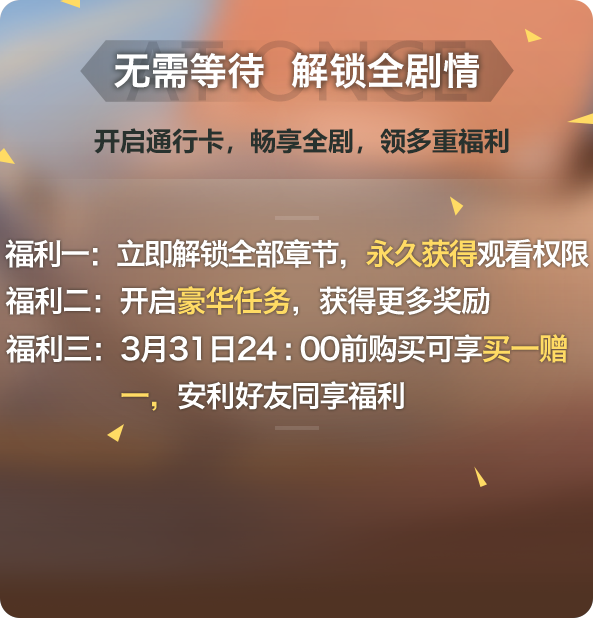 AT ONCE
无需等待 解锁全剧情
开启通行卡，畅享全剧，领多重福利
福利一：立即解锁全部章节，永久获得观看权限
福利二：开启豪华任务，获得更多奖励
福利三：3月31日24：00前购买可享买一赠
一，安利好友同享福利